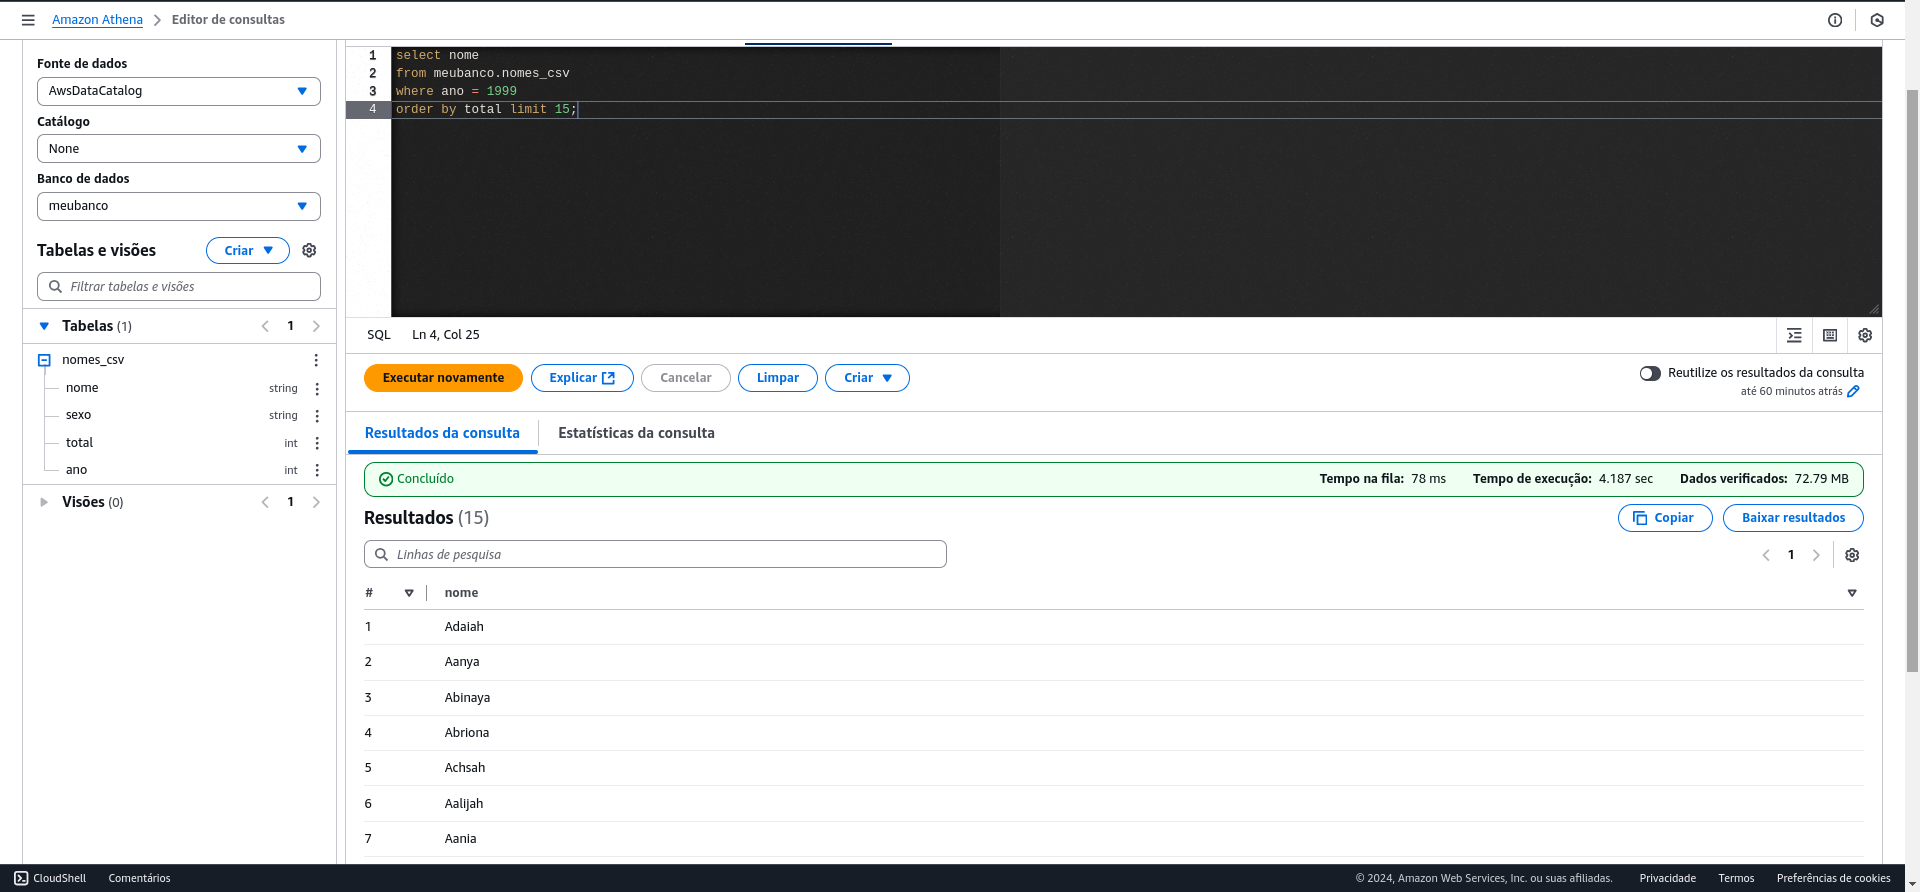 Amazon Athena > Editor de consultas
Fonte de dados
AwsDataCatalog
Catálogo
None
Banco de dados
meubanco
Tabelas e visões
Criar
Filtrar tabelas e visões
Tabelas (1)
1
nomes_csv
nome string
sexo string
total int
ano int
Visões (0)
1
1 select nome
2 from meubanco.nomes_csv
3 where ano = 1999
4 order by total limit 15;
SQL Ln 4, Col 25
Executar novamente
Explicar
Cancelar
Limpar
Criar
Reutilize os resultados da consulta
até 60 minutos atrás
Resultados da consulta
Estatísticas da consulta
Concluído
Tempo na fila: 78 ms
Tempo de execução: 4.187 sec
Dados verificados: 72.79 MB
Resultados (15)
Copiar
Baixar resultados
Linhas de pesquisa
1
# nome
1 Adaiah
2 Aanya
3 Abinaya
4 Abriona
5 Achsah
6 Aalijah
7 Aania
CloudShell
Comentários
© 2024, Amazon Web Services, Inc. ou suas afiliadas.
Privacidade
Termos
Preferências de cookies